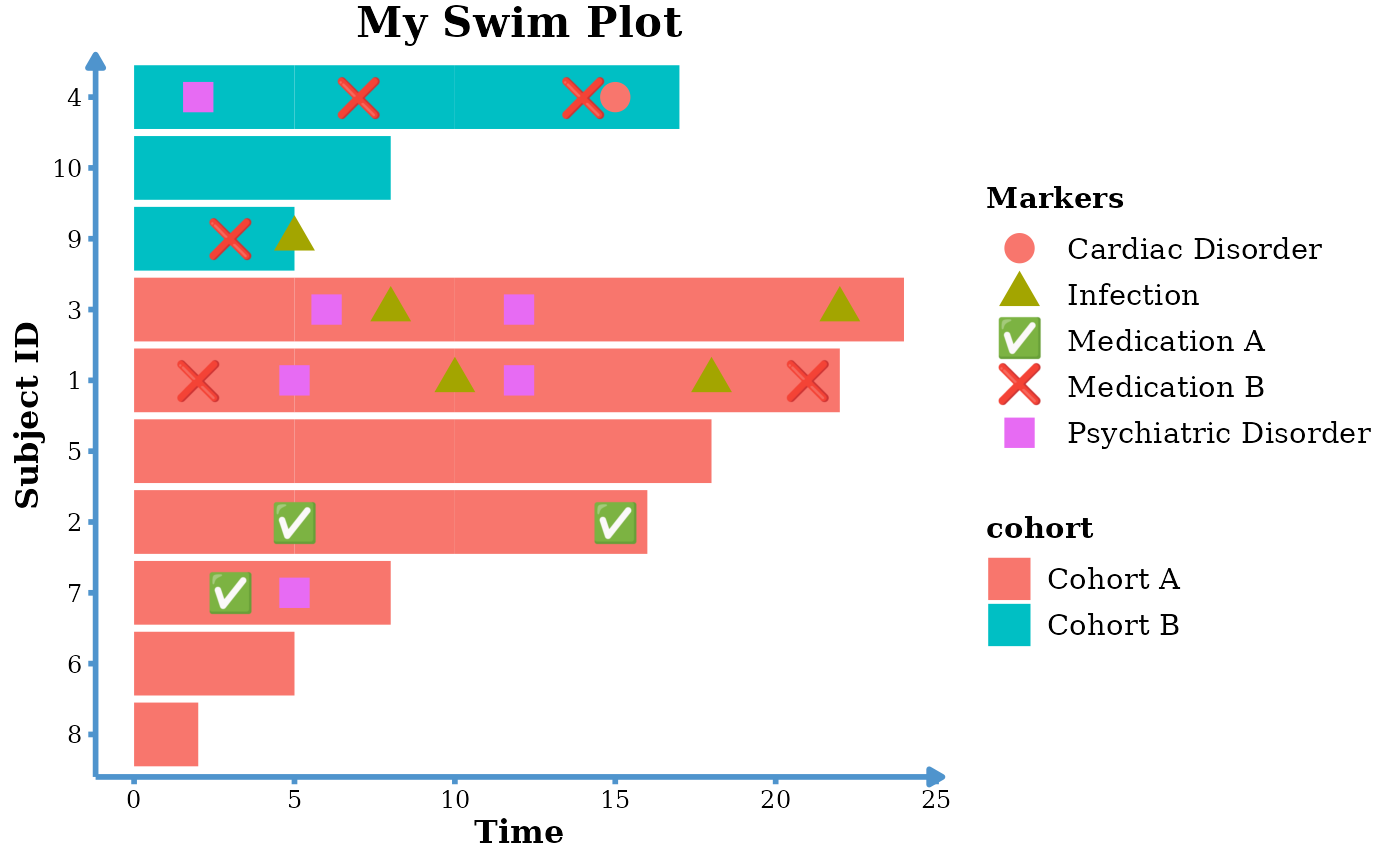 My Swim Plot
Subject ID
4
10
9
3
1
5
2
7
6
8
0 5 10 15 20 25
Time
Markers
Cardiac Disorder
Infection
Medication A
Medication B
Psychiatric Disorder
cohort
Cohort A
Cohort B